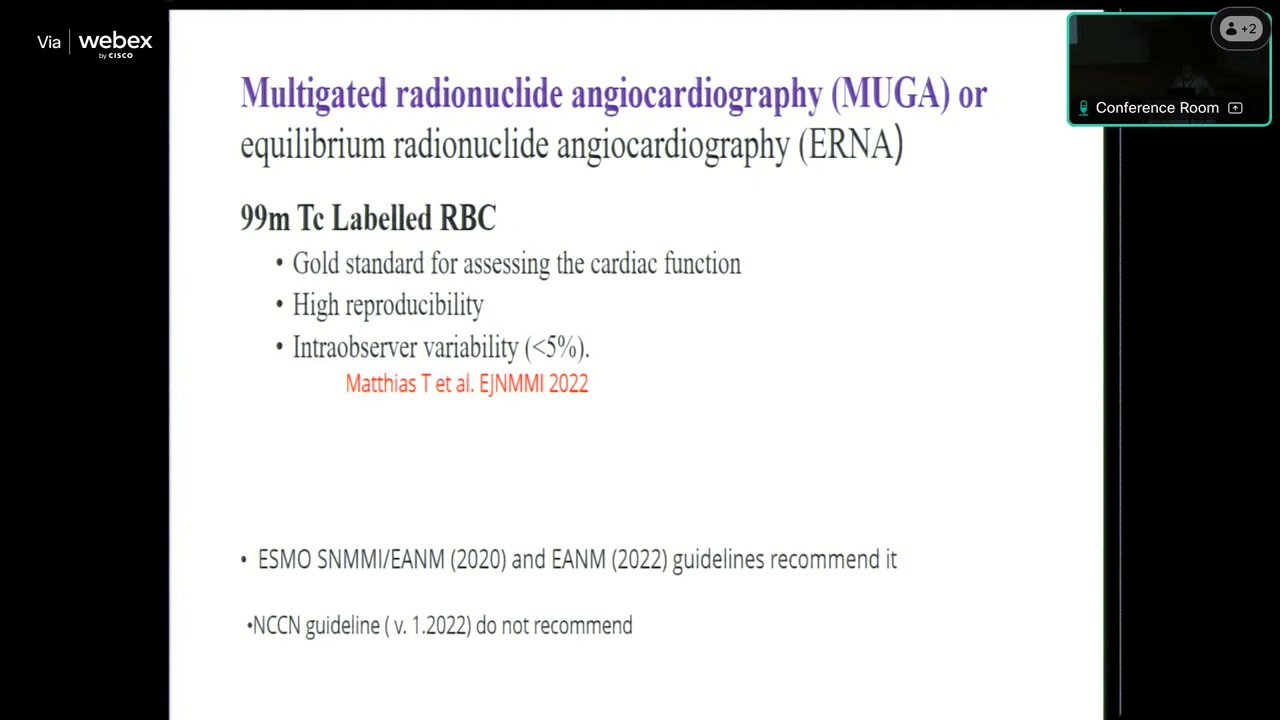 Via webex
by CISCO
+2
Conference Room
Multigated radionuclide angiocardiography (MUGA) or
equilibrium radionuclide angiocardiography (ERNA)
99m Tc Labelled RBC
• Gold standard for assessing the cardiac function
• High reproducibility
• Intraobserver variability (<5%).
Matthias T et al. EJNMMI 2022
• ESMO SNMMI/EANM (2020) and EANM (2022) guidelines recommend it
•NCCN guideline ( v. 1.2022) do not recommend